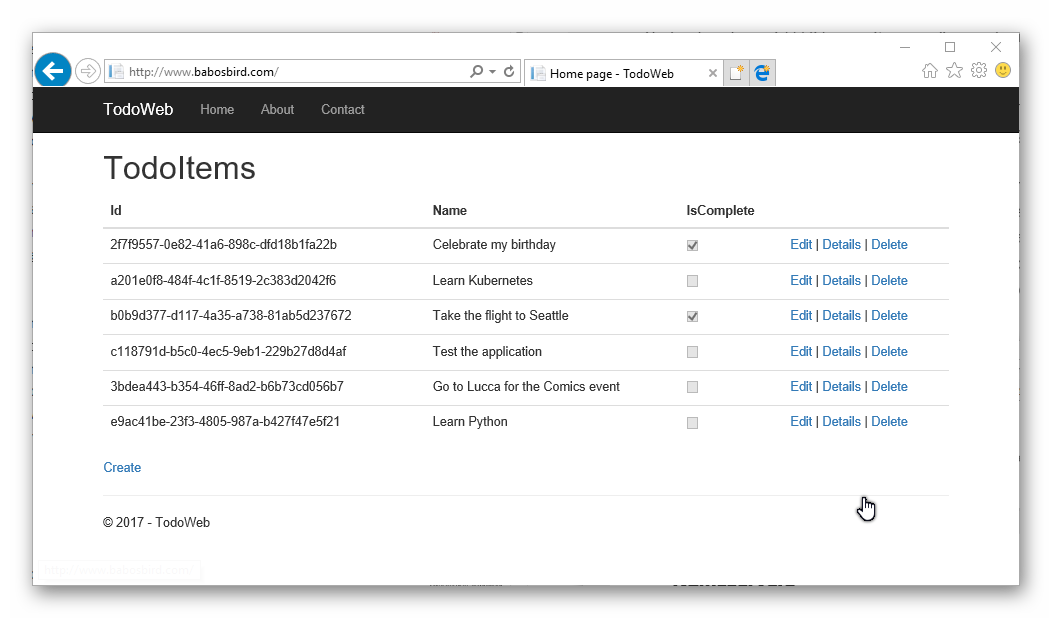 http://www.babosbird.com/
Home page - TodoWeb
TodoWeb Home About Contact
TodoItems
Id Name IsComplete
2f7f9557-0e82-41a6-898c-dfd18b1fa22b Celebrate my birthday Edit | Details | Delete
a201e0f8-484f-4c1f-8519-2c383d2042f6 Learn Kubernetes Edit | Details | Delete
b0b9d377-d117-4a35-a738-81ab5d237672 Take the flight to Seattle Edit | Details | Delete
c118791d-b5c0-4ec5-9eb1-229b27d8d4af Test the application Edit | Details | Delete
3bdea443-b354-46ff-8ad2-b6b73cd056b7 Go to Lucca for the Comics event Edit | Details | Delete
e9ac41be-23f3-4805-987a-b427f47e5f21 Learn Python Edit | Details | Delete
Create
© 2017 - TodoWeb